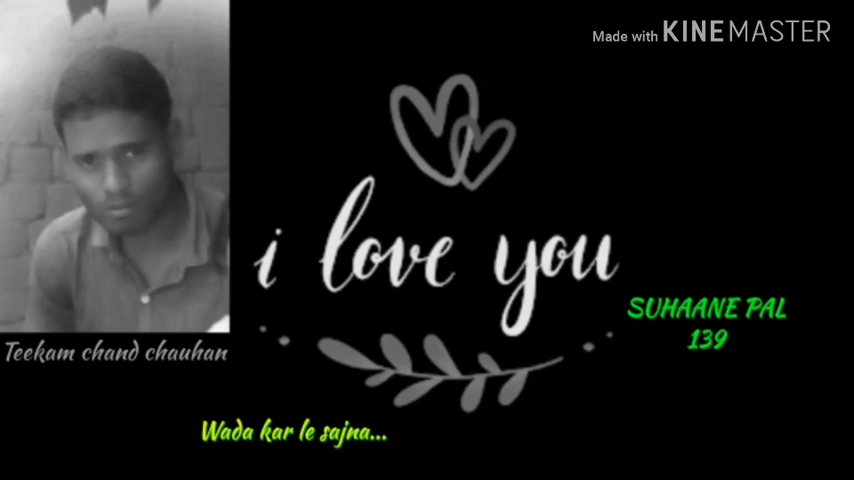 Made with KINEMASTER
i love you
SUHAANE PAL
139
Teekam chand chauhan
Wada kar le sajna...